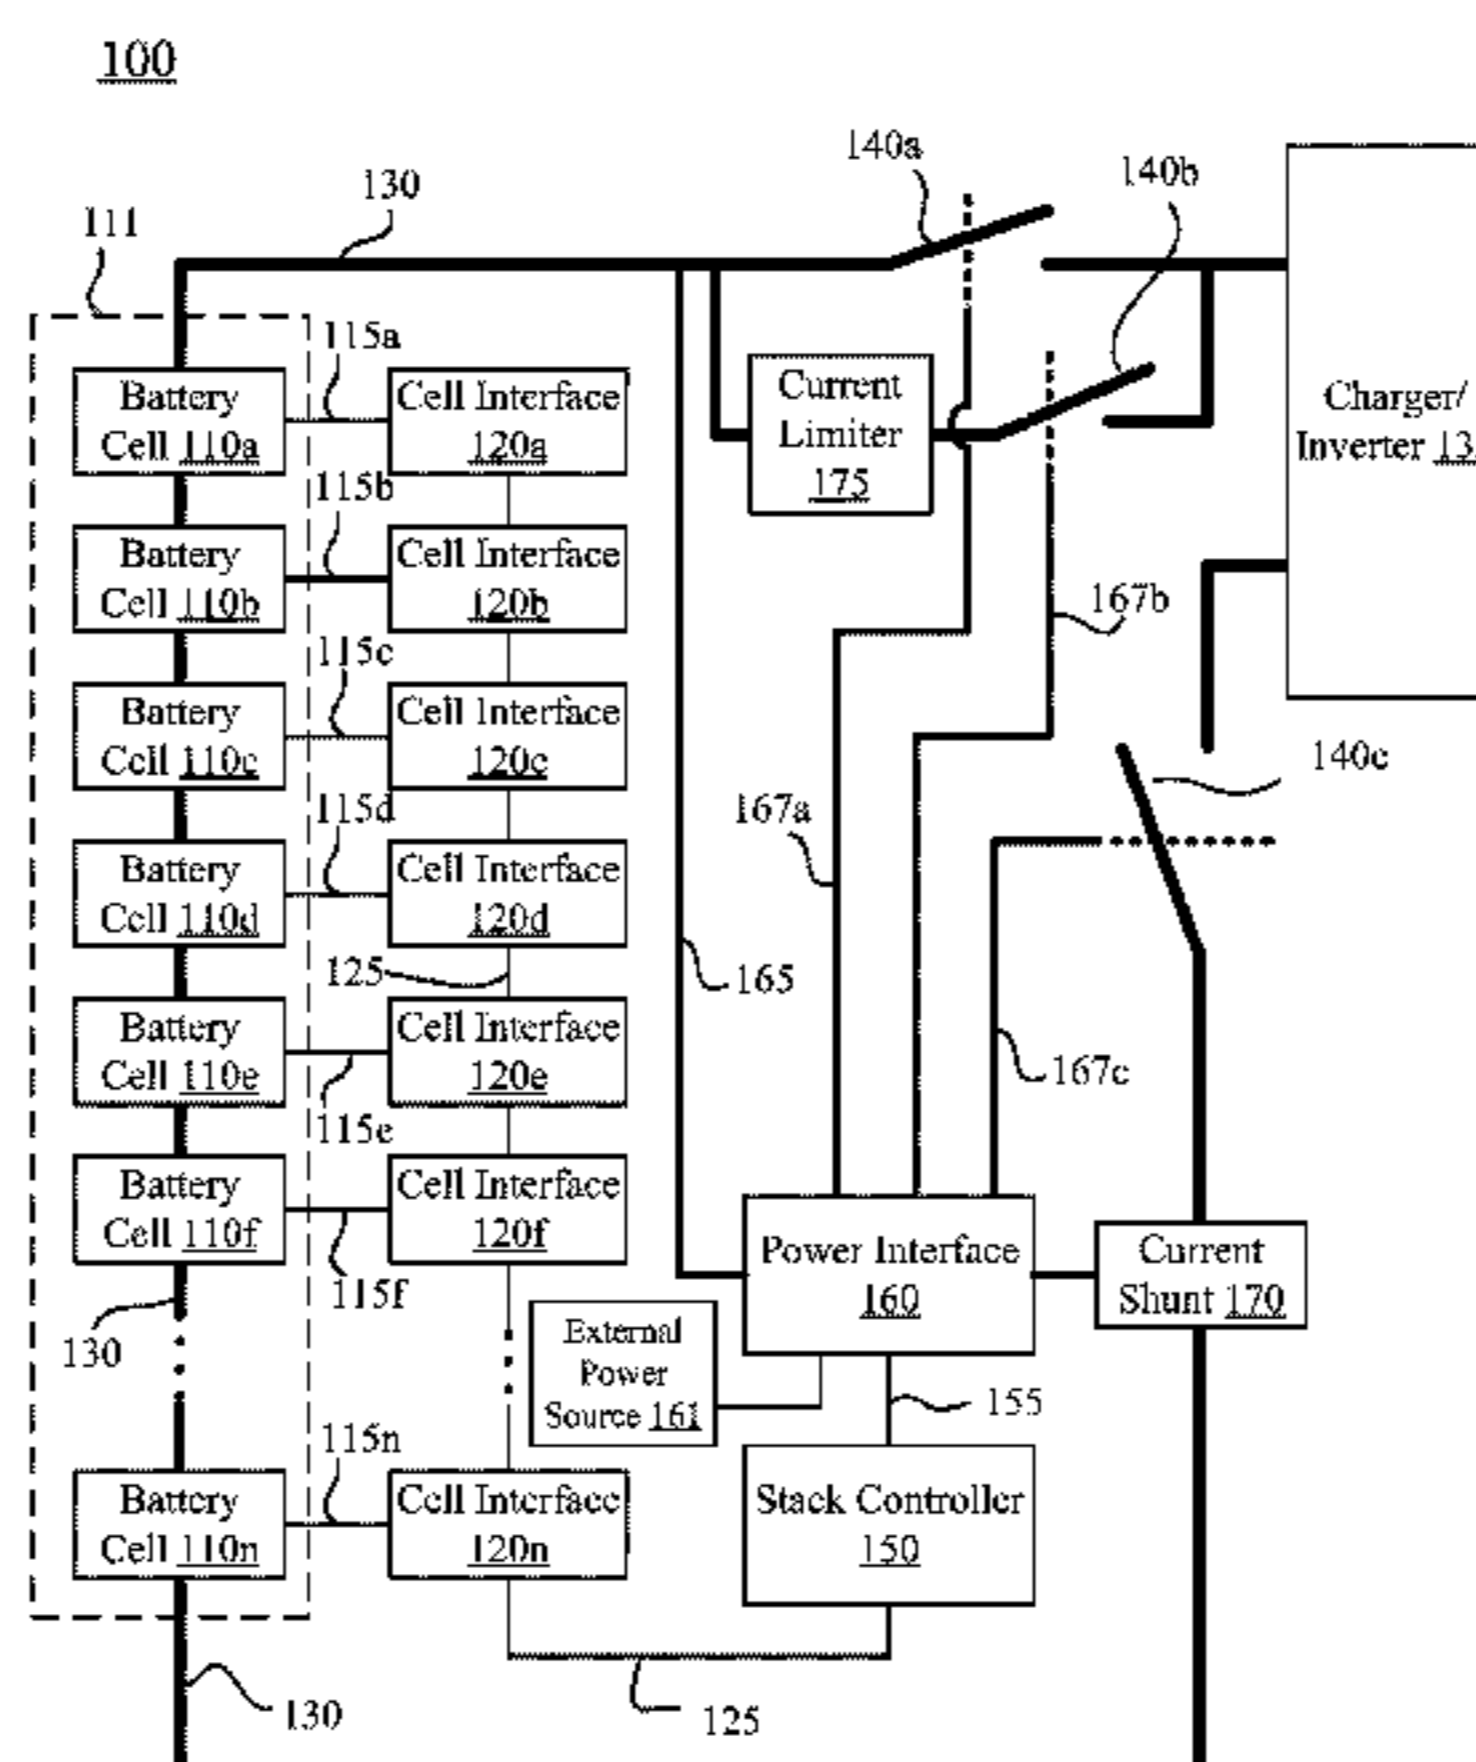 100
140a
140b
130
111
115a
Battery
Cell 110a
Cell Interface
120a
Current
Limiter
175
Charger/
Inverter 13
115b
Battery
Cell 110b
Cell Interface
120b
167b
115c
Battery
Cell 110c
Cell Interface
120c
140c
115d
167a
Battery
Cell 110d
Cell Interface
120d
125
165
Battery
Cell 110e
Cell Interface
120e
167c
115e
Battery
Cell 110f
Cell Interface
120f
115f
130
Power Interface
160
Current
Shunt 170
External
Power
Source 161
155
115n
Battery
Cell 110n
Cell Interface
120n
Stack Controller
150
130
125